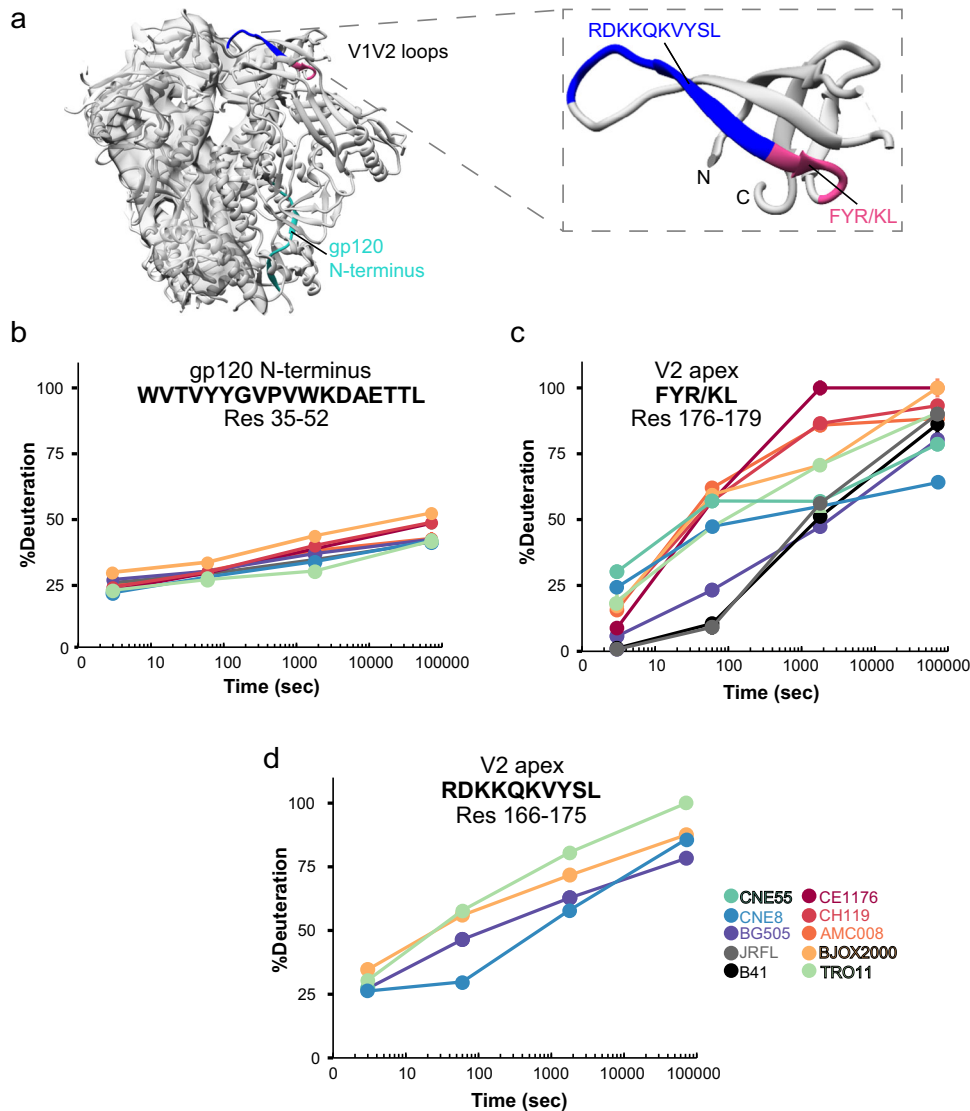 a
V1V2 loops
gp120
N-terminus
RDKKQKVYSL
N
C
FYR/KL
b
gp120 N-terminus
WVTVYYGVPVWKDAETTL
Res 35-52
%Deuteration
100
75
50
25
0
0 10 100 1000 10000 100000
Time (sec)
c
V2 apex
FYR/KL
Res 176-179
%Deuteration
100
75
50
25
0
0 10 100 1000 10000 100000
Time (sec)
d
V2 apex
RDKKQKVYSL
Res 166-175
%Deuteration
100
75
50
25
0
0 10 100 1000 10000 100000
Time (sec)
CNE55 CE1176
CNE8 CH119
BG505 AMC008
JRFL BJOX2000
B41 TRO11